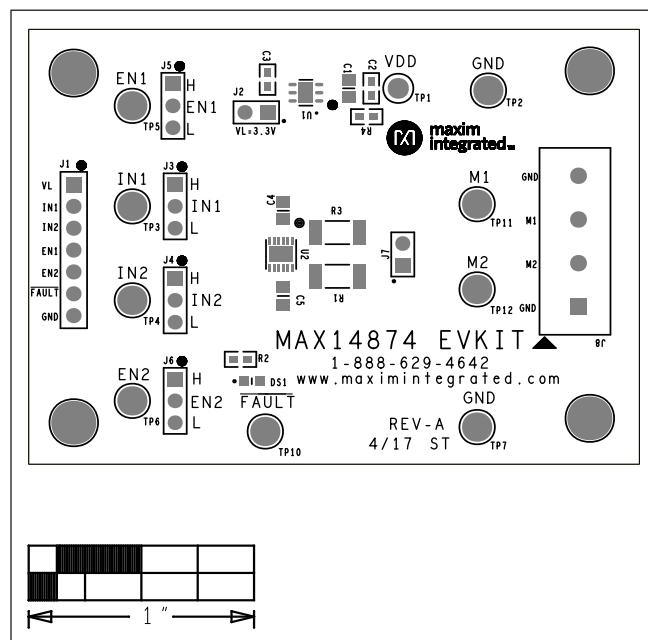 J5
C3
C1
C2
VDD
GND
EN1
H
EN1
L
TP5
J2
VL=3.3V
U1
R4
TP1
TP2
maxim
integrated™
J1
VL
IN1
IN2
EN1
EN2
FAULT
GND
IN1
TP3
J3
H
IN1
L
C4
R3
U2
R1
C5
J7
M1
TP11
M2
TP12
GND
M1
M2
GND
J8
IN2
TP4
J4
H
IN2
L
MAX14874 EVKIT
1-888-629-4642
www.maximintegrated.com
EN2
TP6
J6
H
EN2
L
R2
DS1
FAULT
TP10
GND
TP7
REV-A
4/17 ST
1"